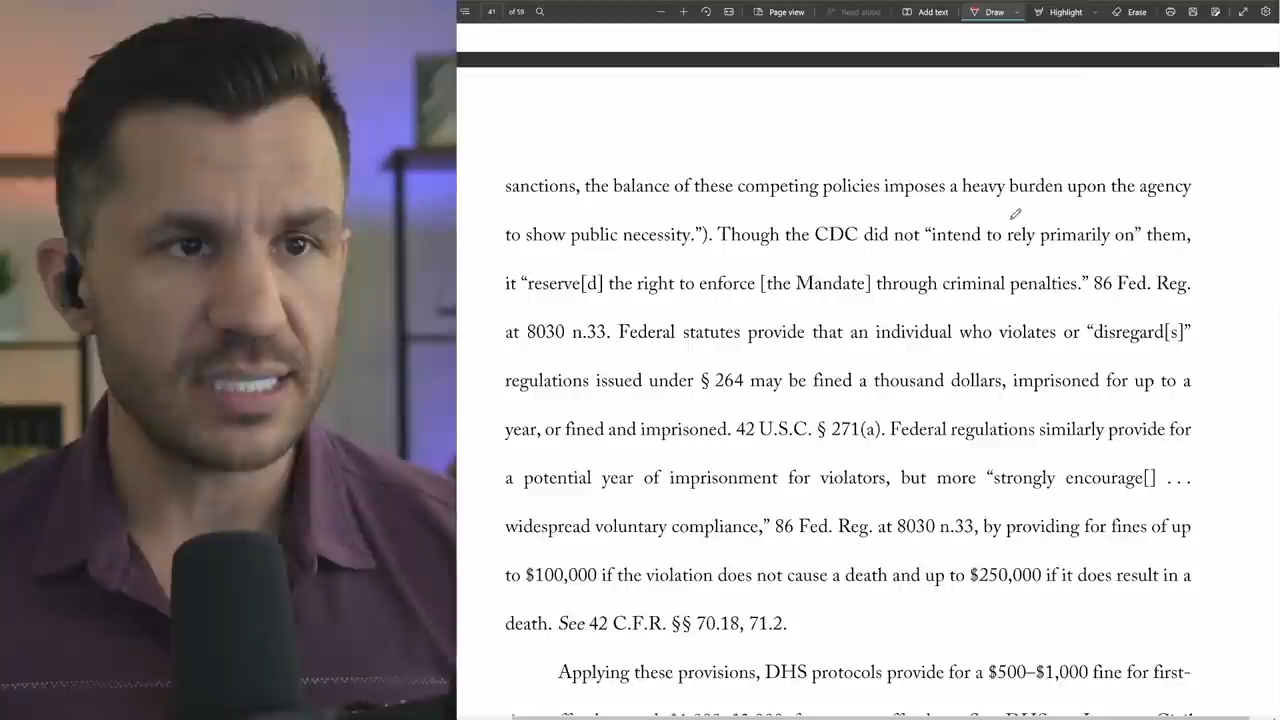 41 of 59 Page view Read aloud Add text Draw Highlight Erase
sanctions, the balance of these competing policies imposes a heavy burden upon the agency
to show public necessity.”). Though the CDC did not “intend to rely primarily on” them,
it “reserve[d] the right to enforce [the Mandate] through criminal penalties.” 86 Fed. Reg.
at 8030 n.33. Federal statutes provide that an individual who violates or “disregard[s]”
regulations issued under § 264 may be fined a thousand dollars, imprisoned for up to a
year, or fined and imprisoned. 42 U.S.C. § 271(a). Federal regulations similarly provide for
a potential year of imprisonment for violators, but more “strongly encourage[] . . .
widespread voluntary compliance,” 86 Fed. Reg. at 8030 n.33, by providing for fines of up
to $100,000 if the violation does not cause a death and up to $250,000 if it does result in a
death. See 42 C.F.R. §§ 70.18, 71.2.
Applying these provisions, DHS protocols provide for a $500–$1,000 fine for first-